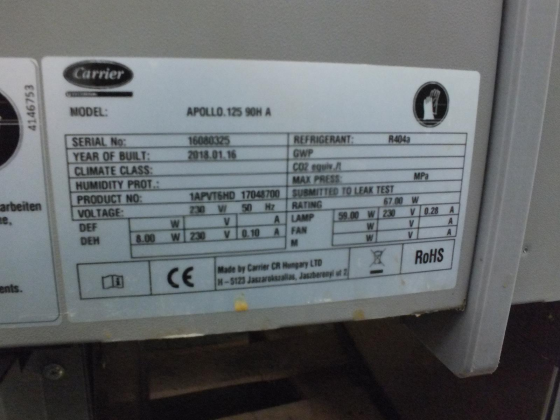 Carrier
4146753
MODEL: APOLLO.125 90H A
SERIAL No: 16080325
YEAR OF BUILT: 2018.01.16
CLIMATE CLASS:
HUMIDITY PROT.:
PRODUCT NO: 1APVT6HD 17048700
VOLTAGE: 230 V/ 50 Hz
DEF W V A
DEH 8.00 W 230 V 0.10 A
REFRIGERANT: R404a
GWP
CO2 equiv./t
MAX PRESS: MPa
SUBMITTED TO LEAK TEST
RATING 67.00 W
LAMP 59.00 W 230 V 0.28 A
FAN W V A
M W V A
CE
Made by Carrier CR Hungary LTD
H - 5123 Jaszarokszallas, Jaszberenyi ut 2
RoHS
arbeiten
ents.